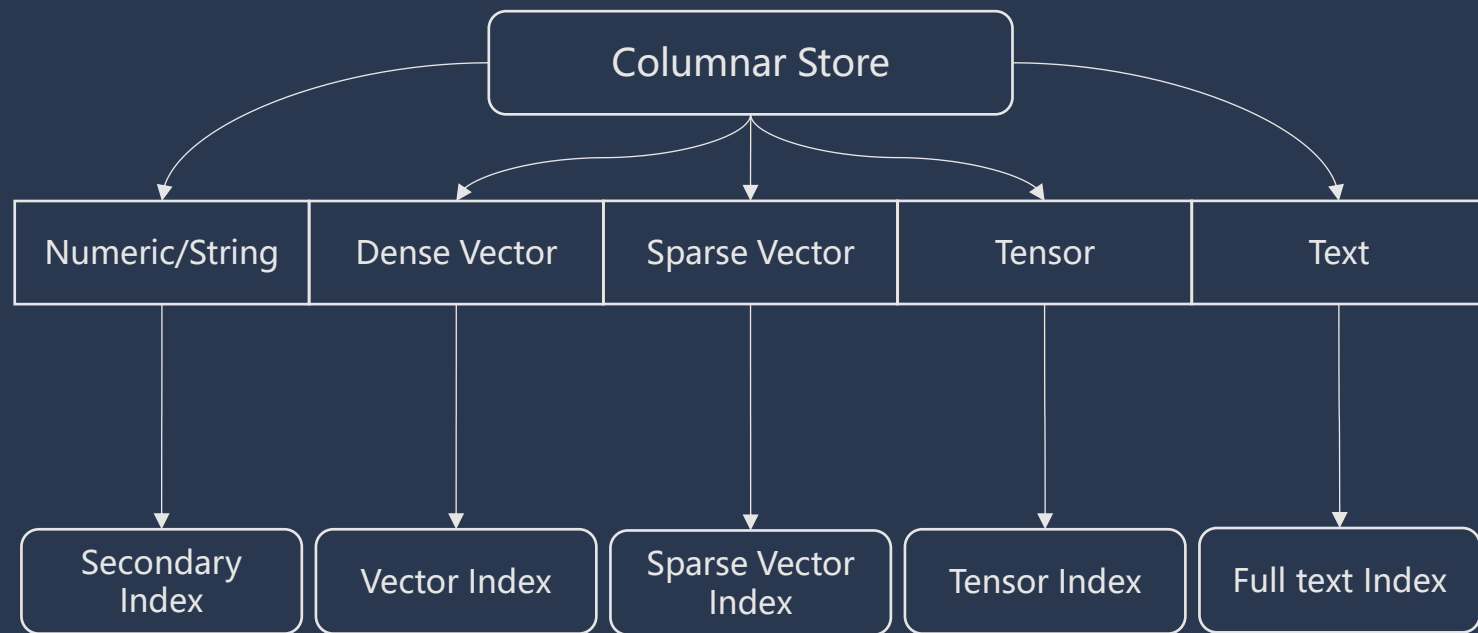 Columnar Store
Numeric/String
Dense Vector
Sparse Vector
Tensor
Text
Secondary
Index
Vector Index
Sparse Vector
Index
Tensor Index
Full text Index